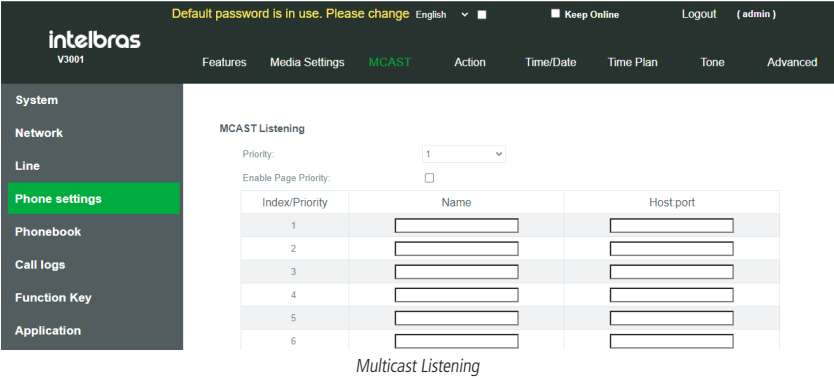 Default password is in use. Please change English Keep Online Logout ( admin )
intelbras
V3001
Features Media Settings MCAST Action Time/Date Time Plan Tone Advanced
System
Network
Line
Phone settings
Phonebook
Call logs
Function Key
Application
MCAST Listening
Priority: 1
Enable Page Priority:
Index/Priority Name Host:port
1
2
3
4
5
6
Multicast Listening